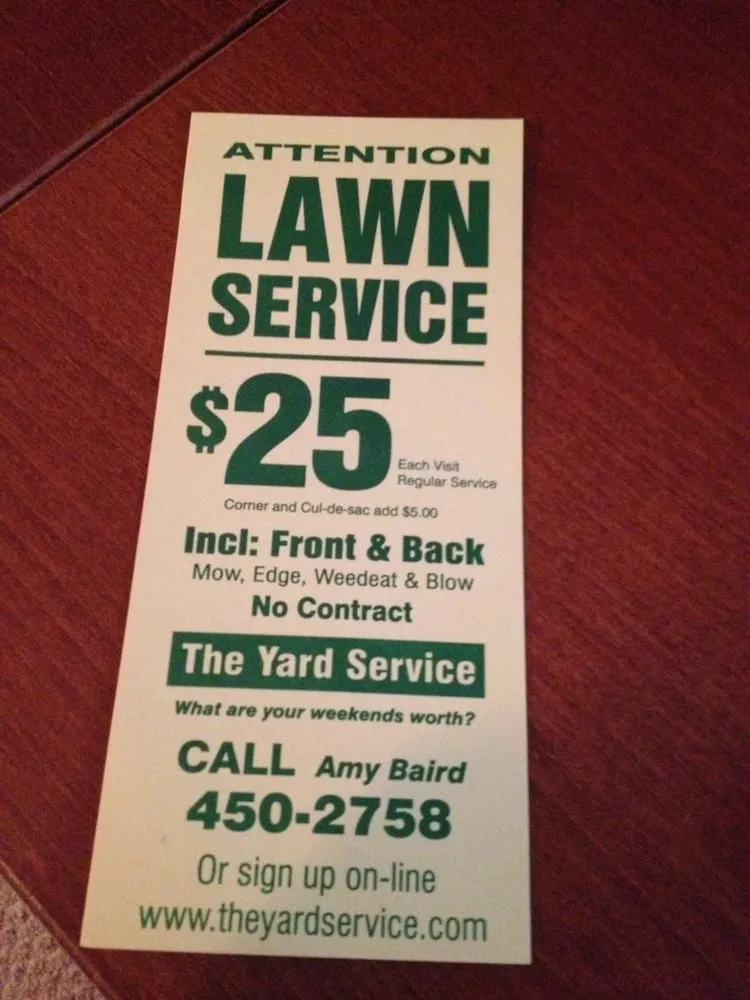 ATTENTION
LAWN
SERVICE
$25
Each Visit
Regular Service
Corner and Cul-de-sac add $5.00
Incl: Front & Back
Mow, Edge, Weedeat & Blow
No Contract
The Yard Service
What are your weekends worth?
CALL Amy Baird
450-2758
Or sign up on-line
www.theyardservice.com